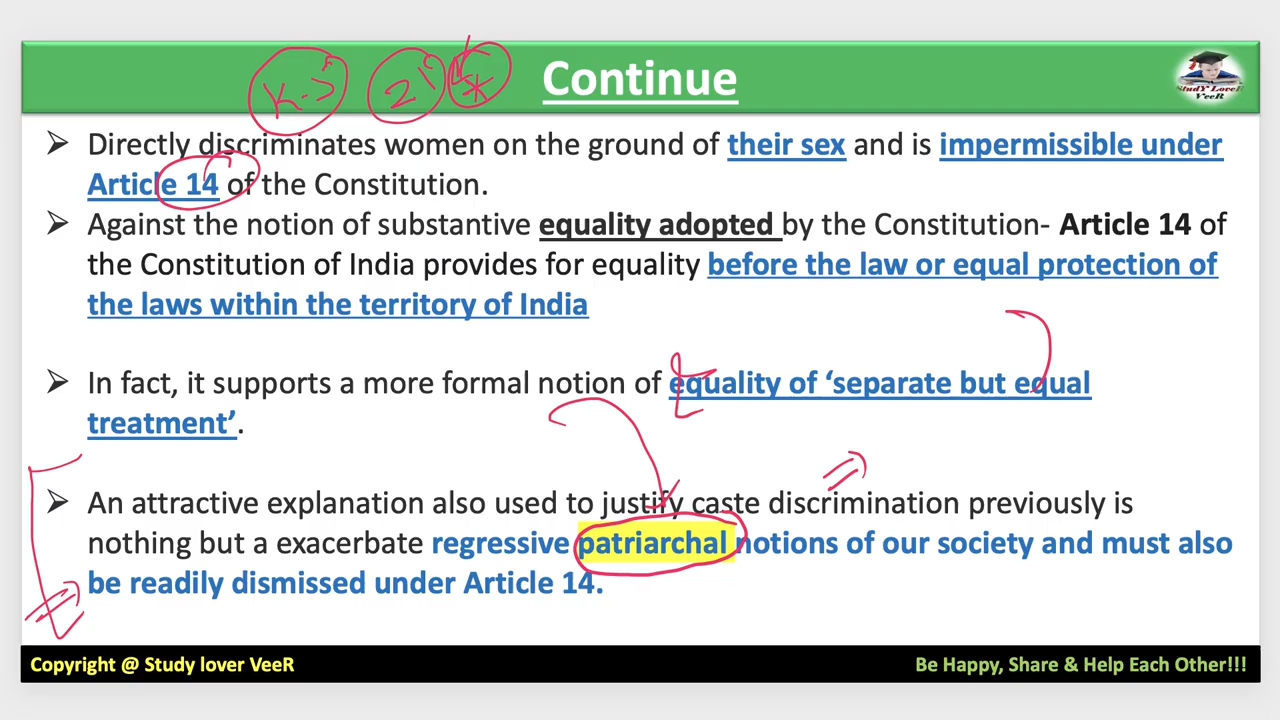 Continue
StudY LoveR
VeeR
K-J
21
*
➢ Directly discriminates women on the ground of their sex and is impermissible under
Article 14 of the Constitution.
➢ Against the notion of substantive equality adopted by the Constitution- Article 14 of
the Constitution of India provides for equality before the law or equal protection of
the laws within the territory of India
➢ In fact, it supports a more formal notion of equality of ‘separate but equal
treatment’.
➢ An attractive explanation also used to justify caste discrimination previously is
nothing but a exacerbate regressive patriarchal notions of our society and must also
be readily dismissed under Article 14.
Copyright @ Study lover VeeR
Be Happy, Share & Help Each Other!!!